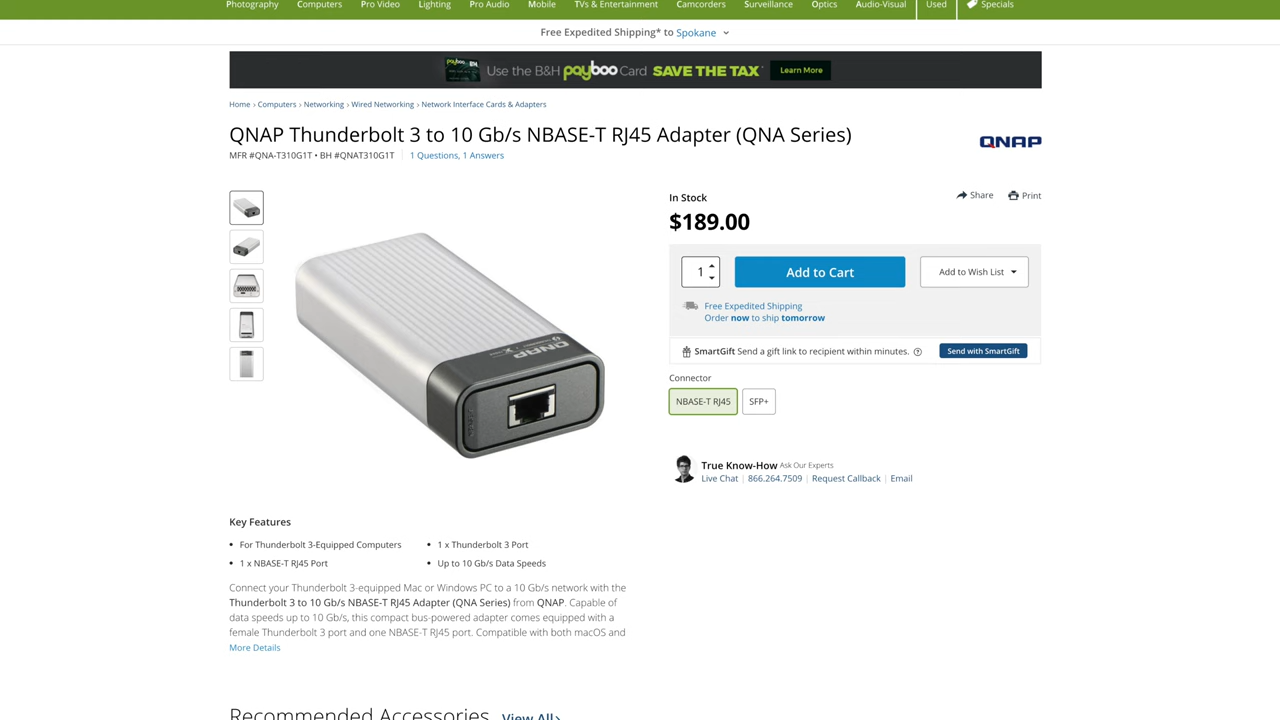 Photography Computers Pro Video Lighting Pro Audio Mobile TVs & Entertainment Camcorders Surveillance Optics Audio-Visual Used Specials
Free Expedited Shipping* to Spokane
payboo Use the B&H payboo Card SAVE THE TAX* Learn More
Home › Computers › Networking › Wired Networking › Network Interface Cards & Adapters
QNAP Thunderbolt 3 to 10 Gb/s NBASE-T RJ45 Adapter (QNA Series)
QNAP
MFR #QNA-T310G1T • BH #QNAT310G1T 1 Questions, 1 Answers
In Stock
Share Print
$189.00
1 Add to Cart Add to Wish List
Free Expedited Shipping
Order now to ship tomorrow
SmartGift Send a gift link to recipient within minutes. Send with SmartGift
Connector
NBASE-T RJ45 SFP+
True Know-How Ask Our Experts
Live Chat 866.264.7509 Request Callback Email
QNAP
Key Features
• For Thunderbolt 3-Equipped Computers
• 1 x Thunderbolt 3 Port
• 1 x NBASE-T RJ45 Port
• Up to 10 Gb/s Data Speeds
Connect your Thunderbolt 3-equipped Mac or Windows PC to a 10 Gb/s network with the
Thunderbolt 3 to 10 Gb/s NBASE-T RJ45 Adapter (QNA Series) from QNAP. Capable of
data speeds up to 10 Gb/s, this compact bus-powered adapter comes equipped with a
female Thunderbolt 3 port and one NBASE-T RJ45 port. Compatible with both macOS and
More Details
Recommended Accessories View All ›